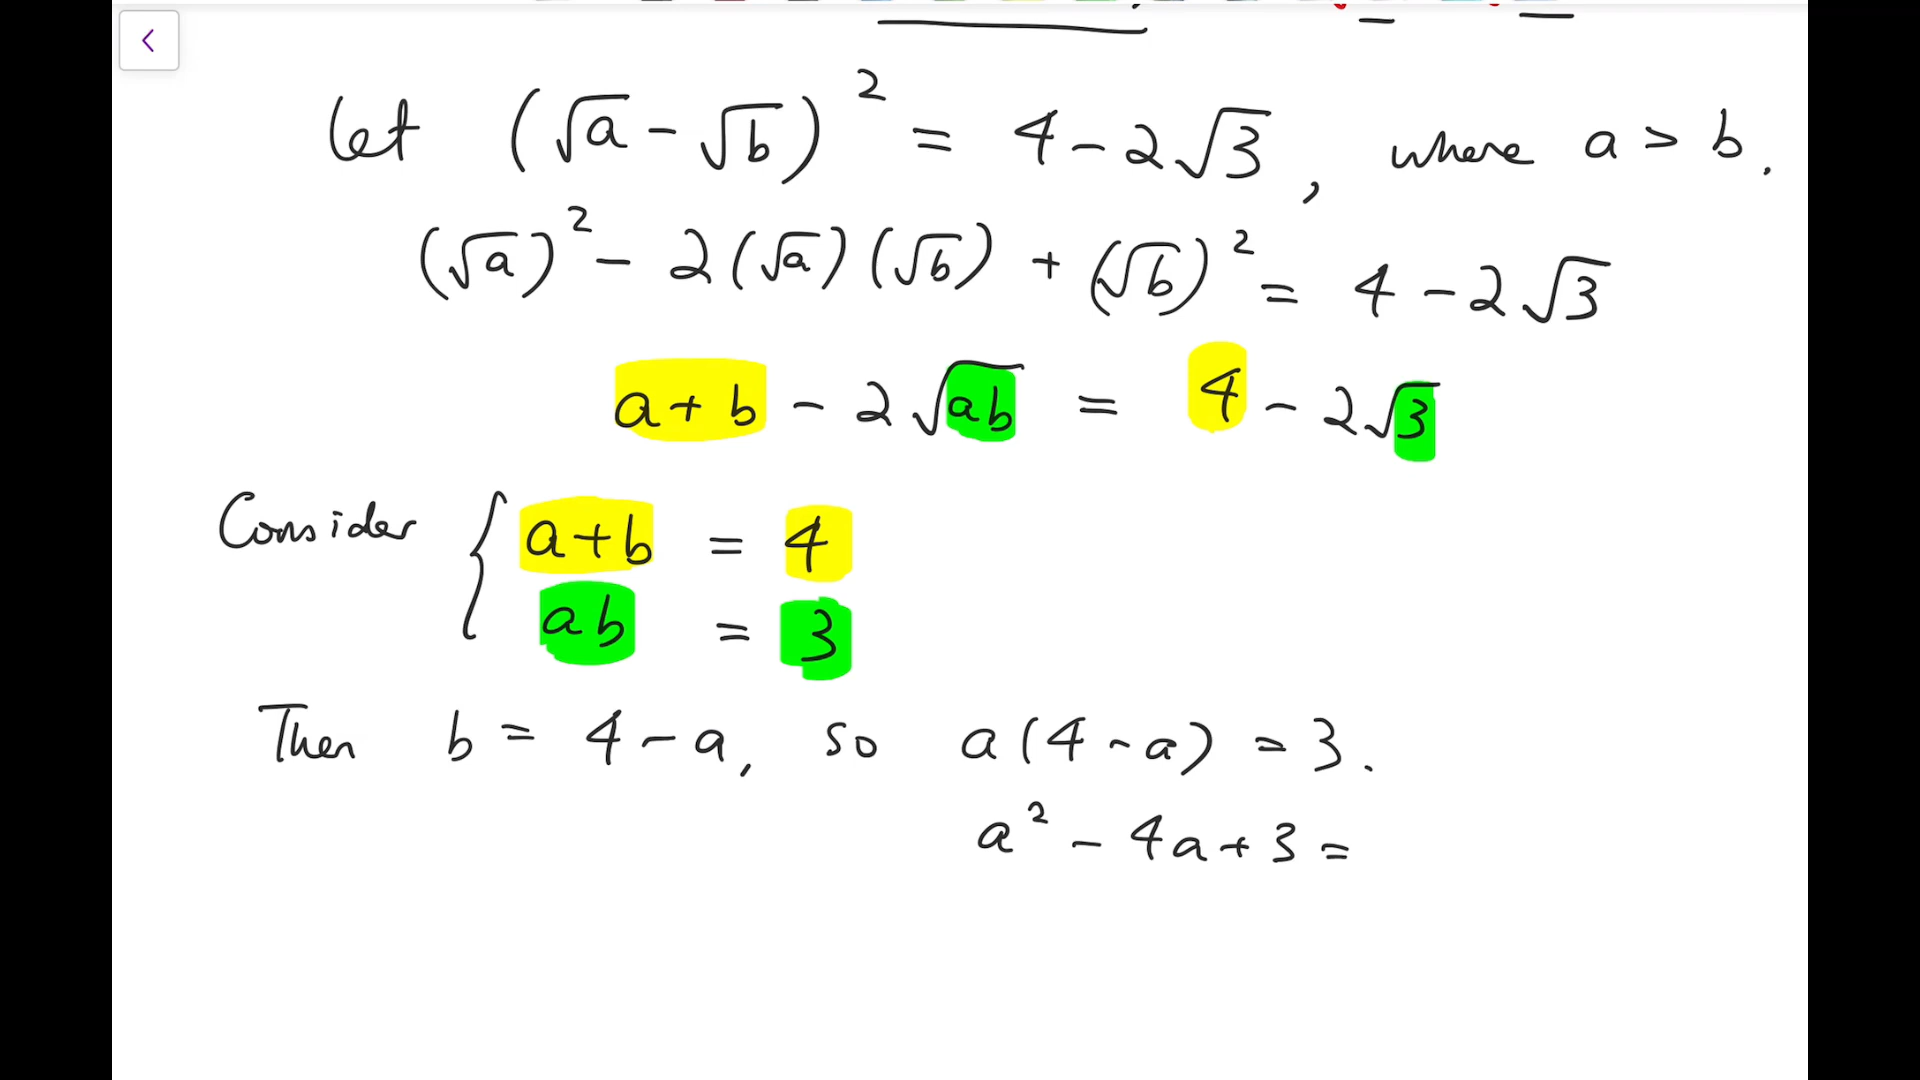 Let (√a - √b)² = 4 - 2√3, where a > b.
(√a)² - 2(√a)(√b) + (√b)² = 4 - 2√3
a + b - 2√ab = 4 - 2√3
Consider { a + b = 4
ab = 3
Then b = 4 - a, so a(4 - a) = 3.
a² - 4a + 3 =